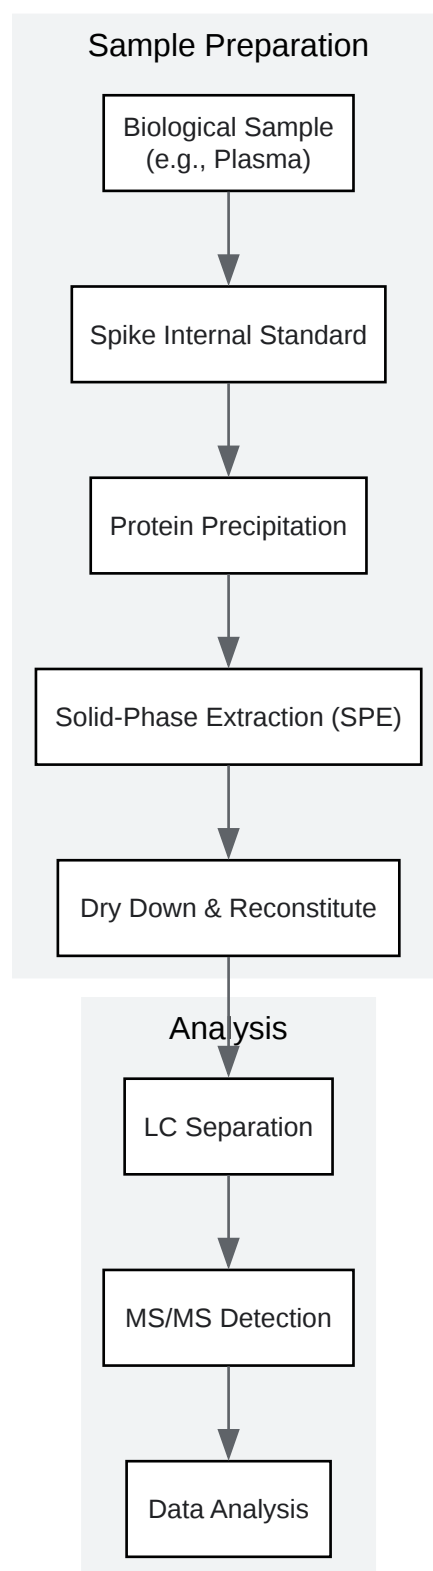 Sample Preparation
Biological Sample
(e.g., Plasma)
Spike Internal Standard
Protein Precipitation
Solid-Phase Extraction (SPE)
Dry Down & Reconstitute
Analysis
LC Separation
MS/MS Detection
Data Analysis